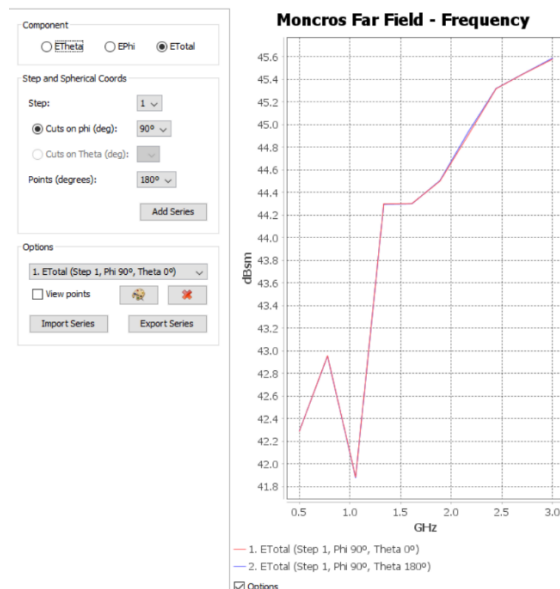 Component
ETheta
EPhi
ETotal
Step and Spherical Coords
Step:
1
Cuts on phi (deg):
90º
Cuts on Theta (deg):
Points (degrees):
180º
Add Series
Options
1. ETotal (Step 1, Phi 90º, Theta 0º)
View points
Import Series
Export Series
Moncros Far Field - Frequency
45.6
45.4
45.2
45.0
44.8
44.6
44.4
44.2
44.0
43.8
43.6
43.4
43.2
43.0
42.8
42.6
42.4
42.2
42.0
41.8
dBsm
0.5 1.0 1.5 2.0 2.5 3.0
GHz
1. ETotal (Step 1, Phi 90º, Theta 0º)
2. ETotal (Step 1, Phi 90º, Theta 180º)
Options